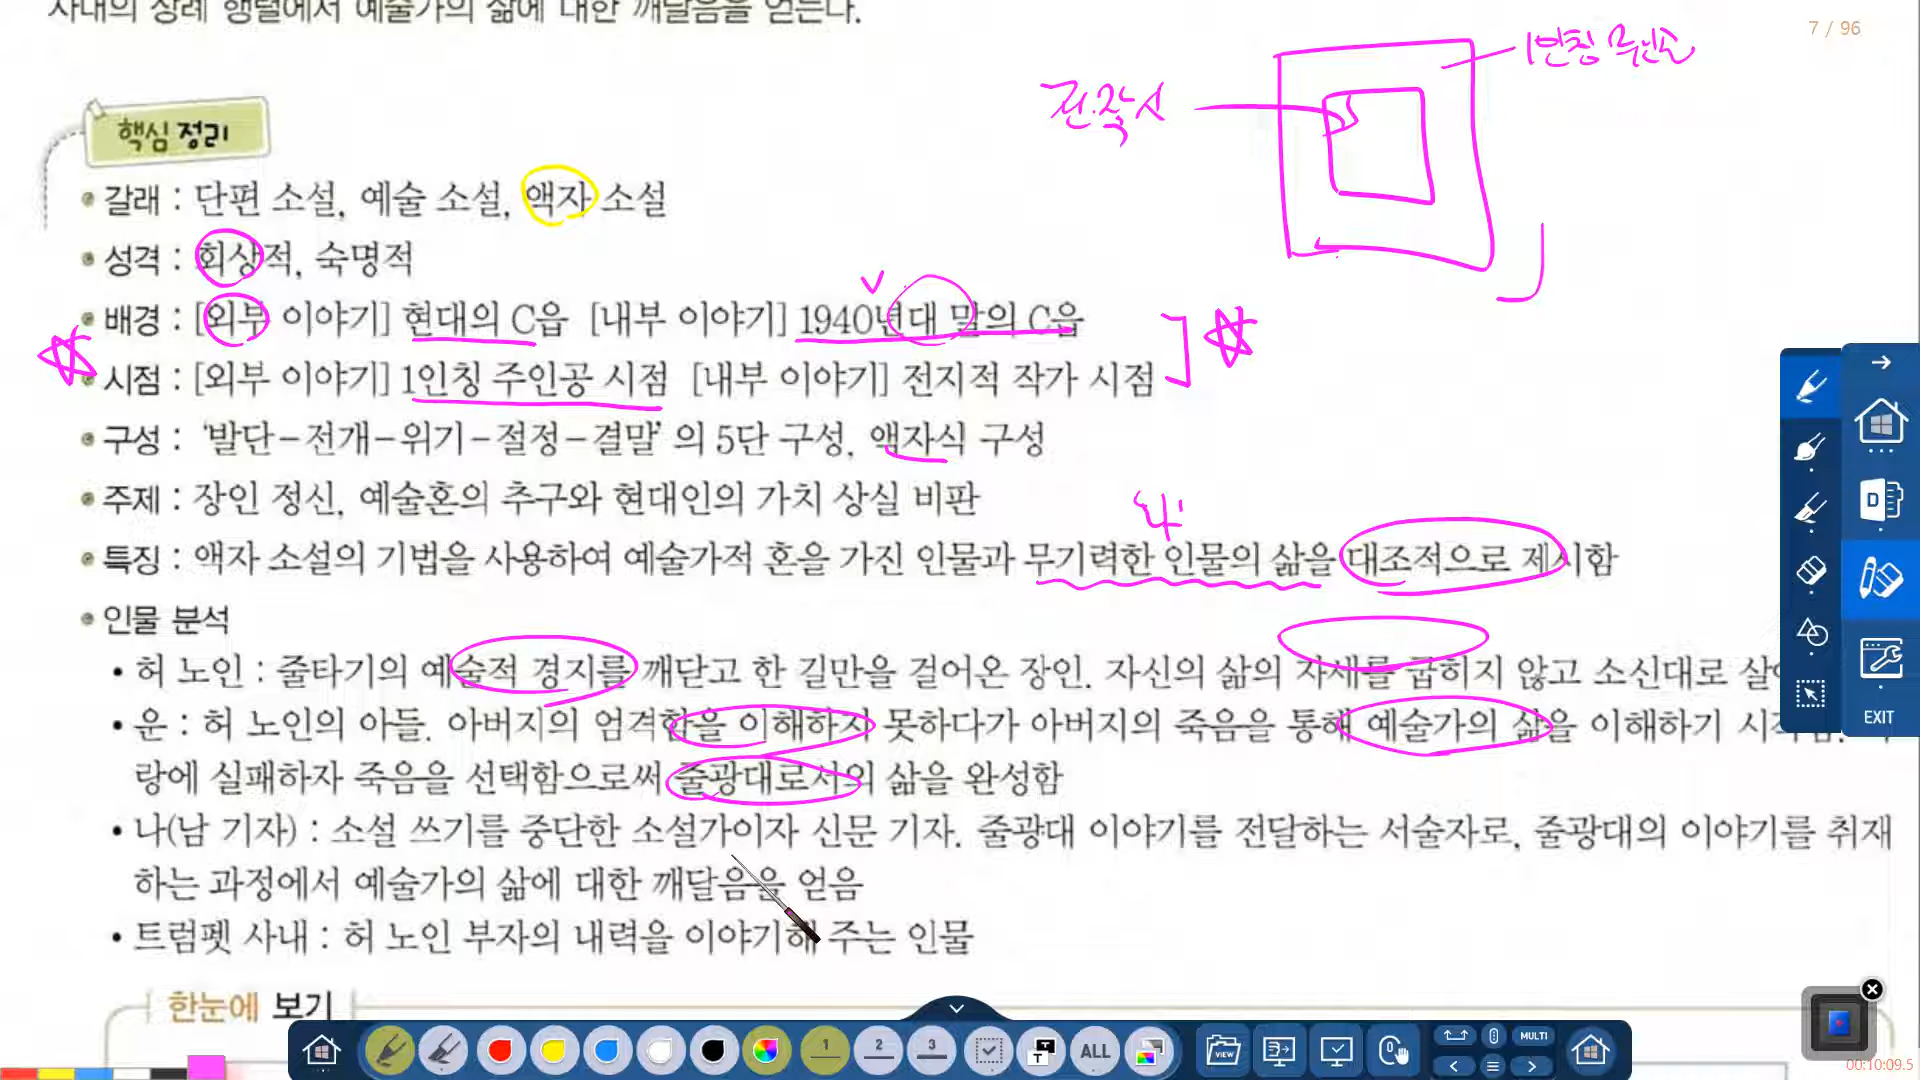 사내의 장례 행렬에서 예술가의 삶에 대한 깨달음을 얻는다.
7 / 96
1인칭 주인공
전.작시
핵심 정리
갈래 : 단편 소설, 예술 소설, 액자 소설
성격 : 회상적, 숙명적
배경 : [외부 이야기] 현대의 C읍 [내부 이야기] 1940년대 말의 C읍
시점 : [외부 이야기] 1인칭 주인공 시점 [내부 이야기] 전지적 작가 시점
구성 : ‘발단-전개-위기-절정-결말’의 5단 구성, 액자식 구성
주제 : 장인 정신, 예술혼의 추구와 현대인의 가치 상실 비판
'나'
특징 : 액자 소설의 기법을 사용하여 예술가적 혼을 가진 인물과 무기력한 인물의 삶을 대조적으로 제시함
인물 분석
• 허 노인 : 줄타기의 예술적 경지를 깨닫고 한 길만을 걸어온 장인. 자신의 삶의 자세를 굽히지 않고 소신대로
• 운 : 허 노인의 아들. 아버지의 엄격함을 이해하지 못하다가 아버지의 죽음을 통해 예술가의 삶을 이해하기
랑에 실패하자 죽음을 선택함으로써 줄광대로서의 삶을 완성함
• 나(남 기자) : 소설 쓰기를 중단한 소설가이자 신문 기자. 줄광대 이야기를 전달하는 서술자로, 줄광대의 이야기를 취재
하는 과정에서 예술가의 삶에 대한 깨달음을 얻음
• 트럼펫 사내 : 허 노인 부자의 내력을 이야기해 주는 인물
한눈에 보기
EXIT
1 2 3 T ALL VIEW MULTI
00:10:09.5